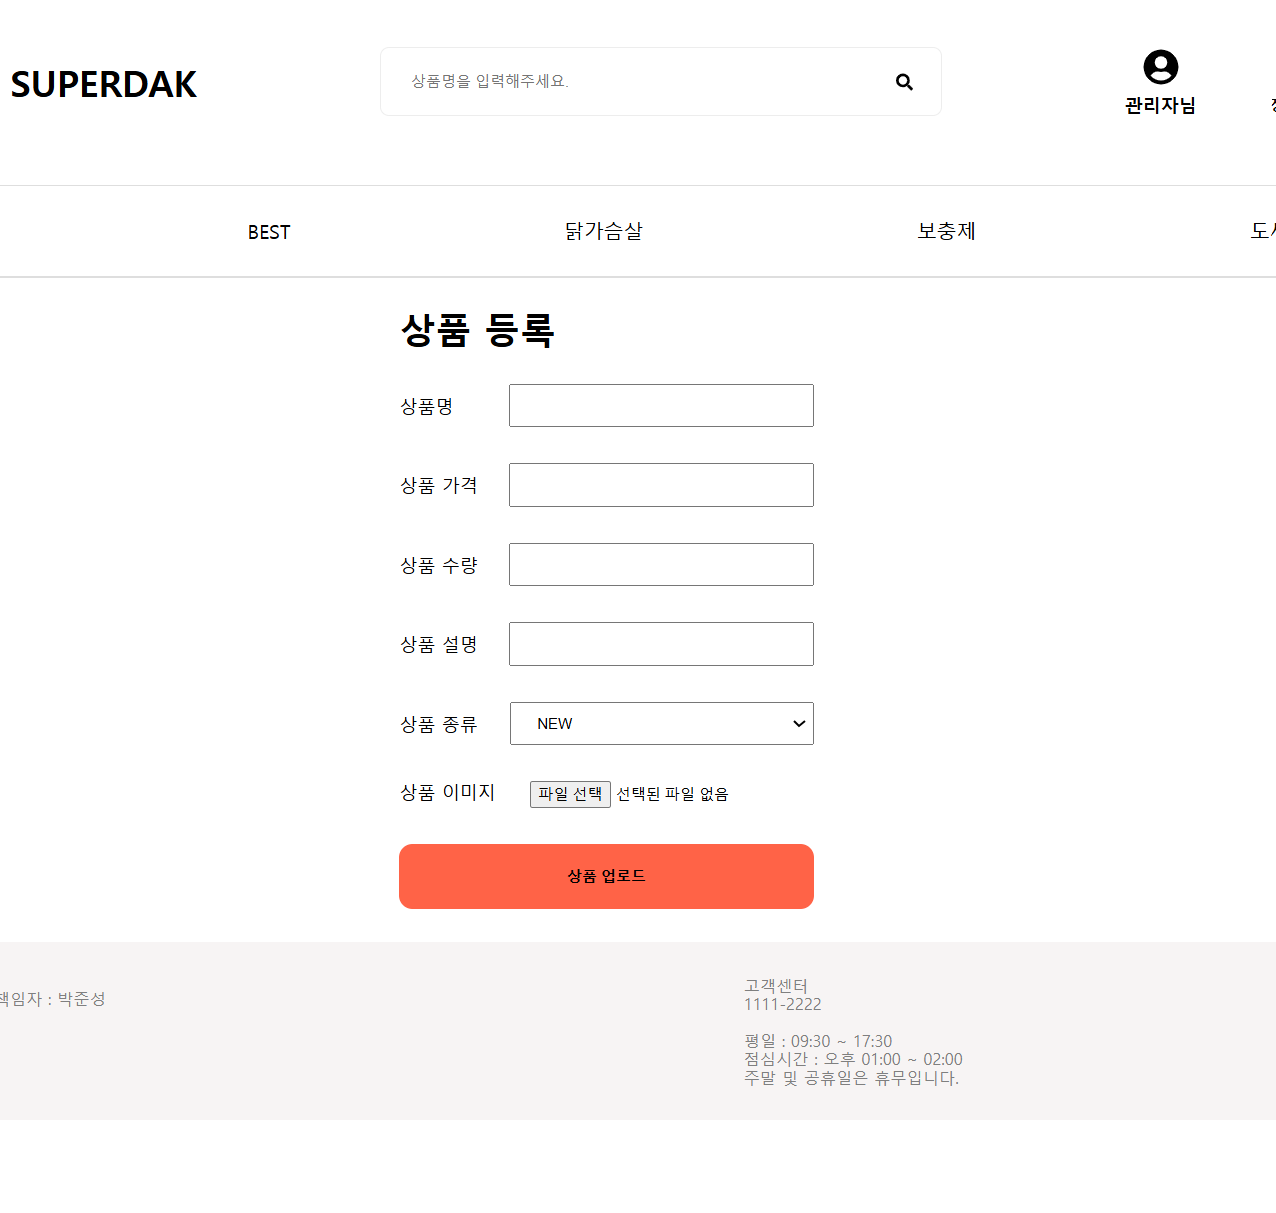 SUPERDAK
상품명을 입력해주세요.
관리자님
BEST
닭가슴살
보충제
상품 등록
상품명
상품 가격
상품 수량
상품 설명
상품 종류
NEW
상품 이미지
파일 선택 선택된 파일 없음
상품 업로드
책임자 : 박준성
고객센터
1111-2222
평일 : 09:30 ~ 17:30
점심시간 : 오후 01:00 ~ 02:00
주말 및 공휴일은 휴무입니다.